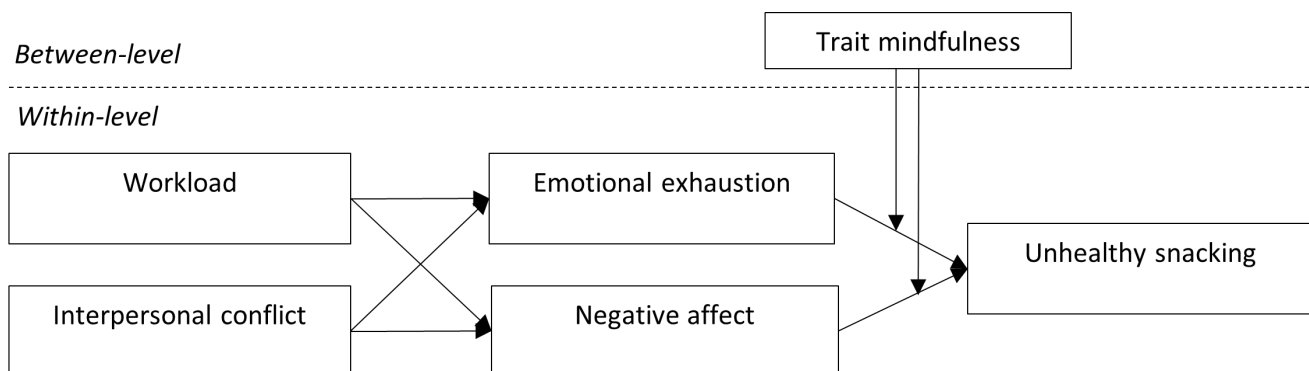 Trait mindfulness
Between-level
Within-level
Workload
Emotional exhaustion
Unhealthy snacking
Interpersonal conflict
Negative affect